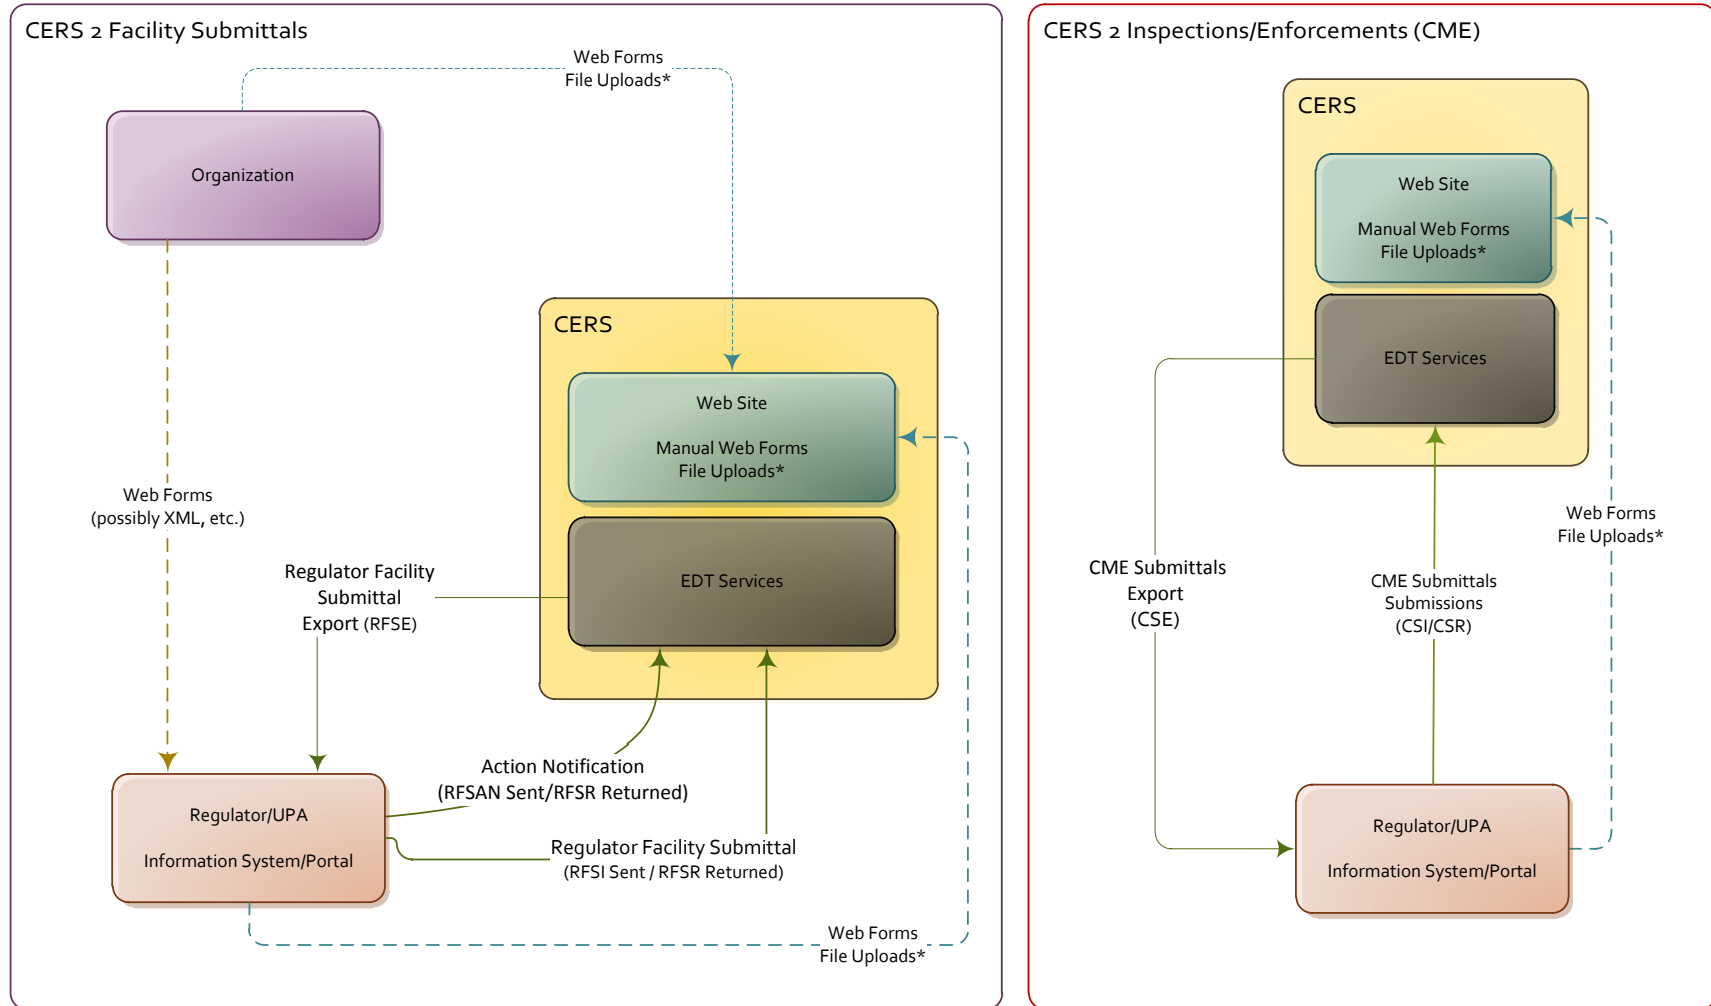 CERS 2 Facility Submittals
Web Forms
File Uploads*
Organization
CERS
Web Site
Manual Web Forms
File Uploads*
EDT Services
Web Forms
(possibly XML, etc.)
Regulator Facility
Submittal
Export (RFSE)
Action Notification
(RFSAN Sent/RFSR Returned)
Regulator Facility Submittal
(RFSI Sent / RFSR Returned)
Regulator/UPA
Information System/Portal
Web Forms
File Uploads*
CERS 2 Inspections/Enforcements (CME)
CERS
Web Site
Manual Web Forms
File Uploads*
EDT Services
Web Forms
File Uploads*
CME Submittals
Export
(CSE)
CME Submittals
Submissions
(CSI/CSR)
Regulator/UPA
Information System/Portal